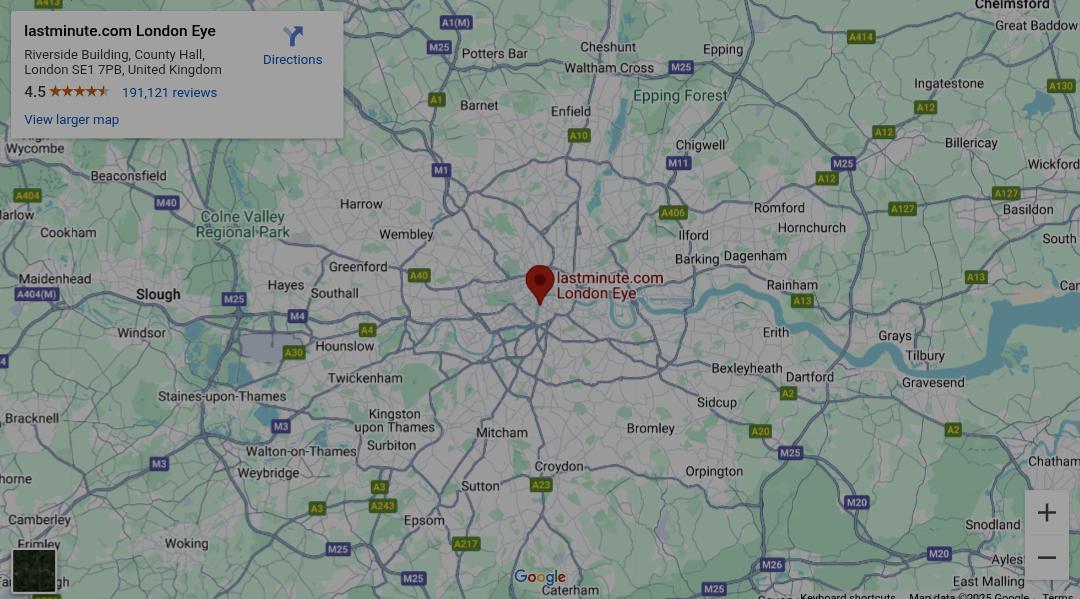 lastminute.com London Eye
Riverside Building, County Hall,
London SE1 7PB, United Kingdom
4.5
191,121 reviews
View larger map
Directions
A413
A1(M)
M25
Potters Bar
Cheshunt
Waltham Cross
M25
Epping
Chelmsford
Great Baddow
A414
Ingatestone
A130
Epping Forest
A1
Barnet
Enfield
A10
A12
A12
Billericay
Wycombe
Beaconsfield
M1
Chigwell
M11
M25
A12
Wickford
A404
M40
Harrow
A406
Romford
A127
A127
Basildon
Colne Valley
Regional Park
Cookham
Wembley
Ilford
Hornchurch
South
Maidenhead
A404(M)
Slough
Greenford
A40
Barking
Dagenham
A13
Hayes
Southall
M25
M4
lastminute.com
London Eye
Rainham
A13
Windsor
A4
A30
Hounslow
Erith
Grays
Tilbury
Twickenham
Bexleyheath
Dartford
Gravesend
A2
Staines-upon-Thames
Bracknell
M3
Kingston
upon Thames
Surbiton
Mitcham
Bromley
Sidcup
A20
A2
M25
Walton-on-Thames
Weybridge
M3
Croydon
Orpington
Chatham
A3
A243
A3
Sutton
A23
M20
Epsom
Camberley
Frimley
Woking
M25
A217
Snodland
M20
M26
M25
M25
Caterham
East Malling
Google
Keyboard shortcuts
Map data ©2025 Google
Terms